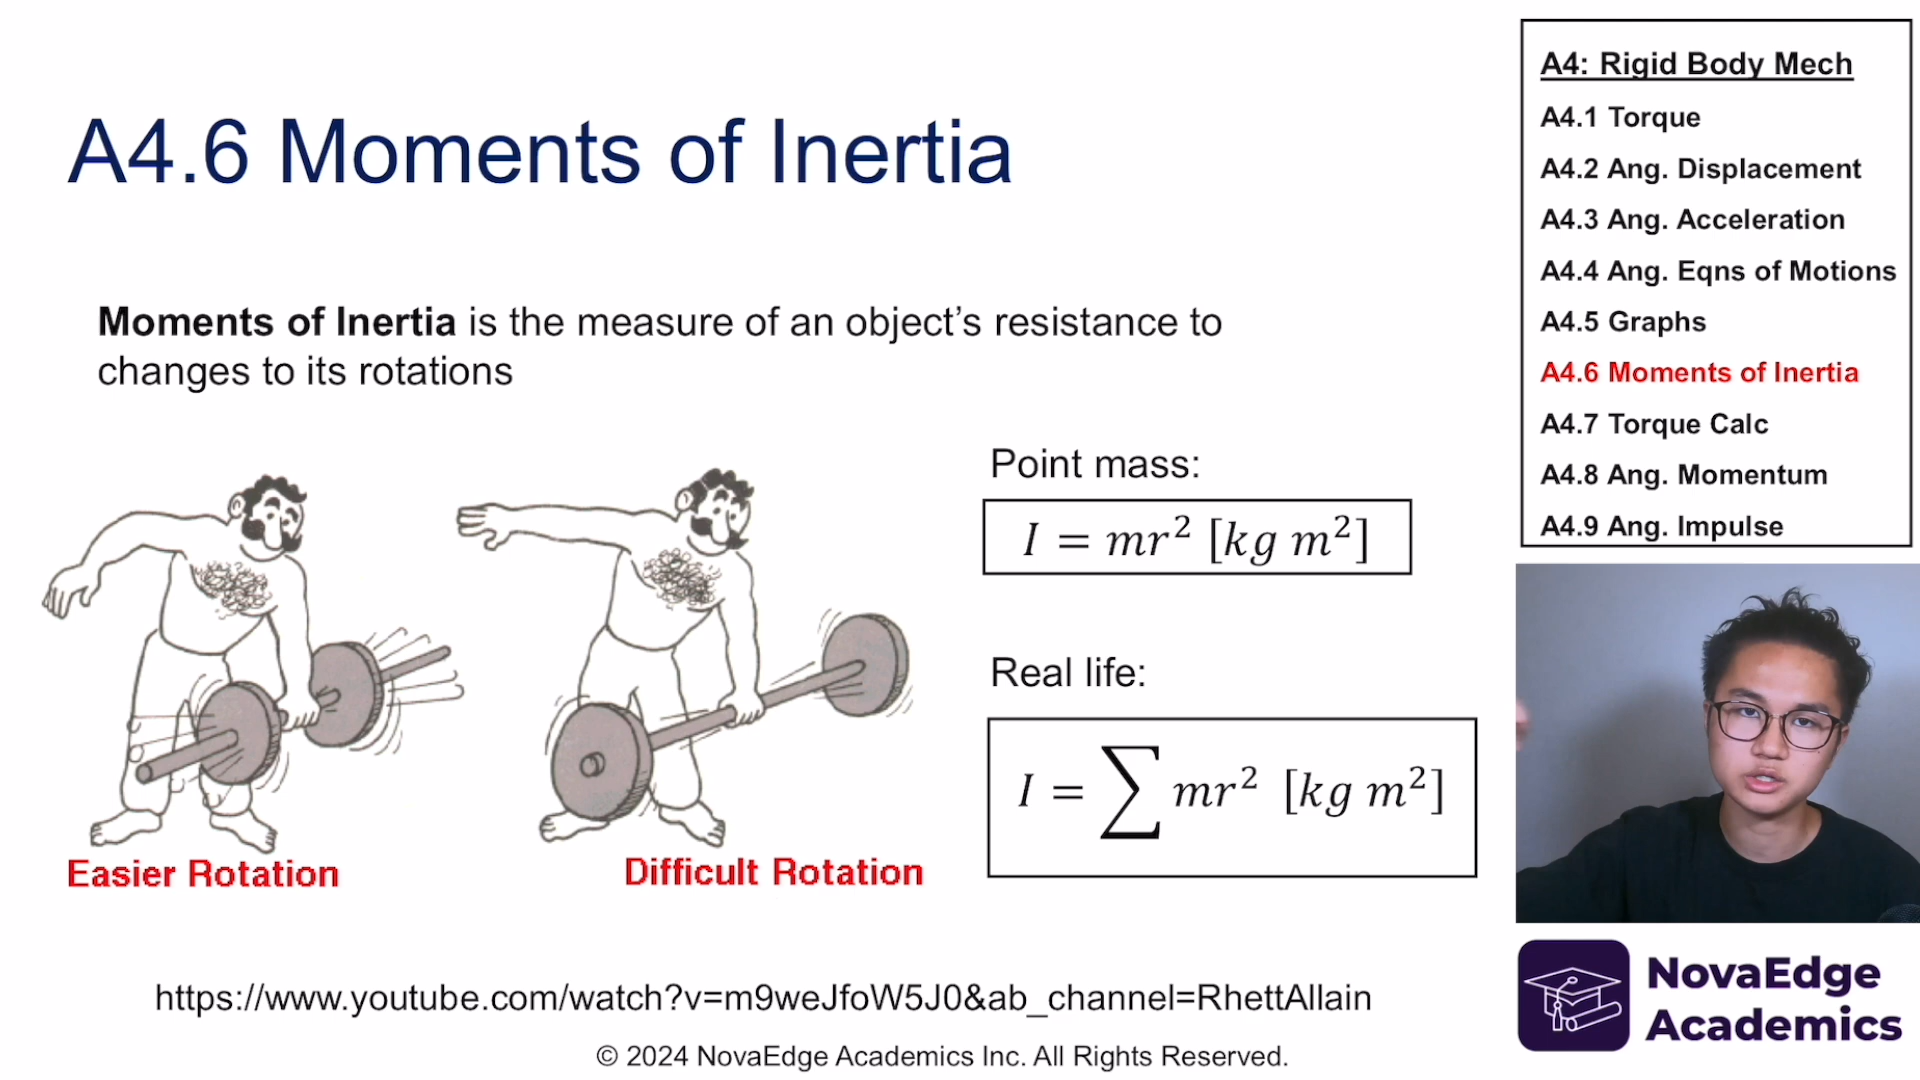 A4.6 Moments of Inertia
Moments of Inertia is the measure of an object’s resistance to
changes to its rotations
Easier Rotation
Difficult Rotation
Point mass:
I = mr² [kg m²]
Real life:
I = ∑ mr² [kg m²]
https://www.youtube.com/watch?v=m9weJfoW5J0&ab_channel=RhettAllain
© 2024 NovaEdge Academics Inc. All Rights Reserved.
A4: Rigid Body Mech
A4.1 Torque
A4.2 Ang. Displacement
A4.3 Ang. Acceleration
A4.4 Ang. Eqns of Motions
A4.5 Graphs
A4.6 Moments of Inertia
A4.7 Torque Calc
A4.8 Ang. Momentum
A4.9 Ang. Impulse
NovaEdge
Academics